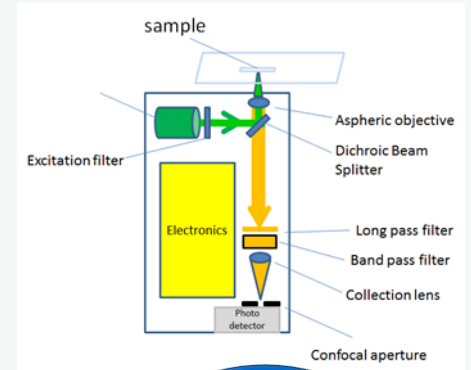 sample
Aspheric objective
Dichroic Beam
Splitter
Excitation filter
Electronics
Long pass filter
Band pass filter
Collection lens
Photo
detector
Confocal aperture